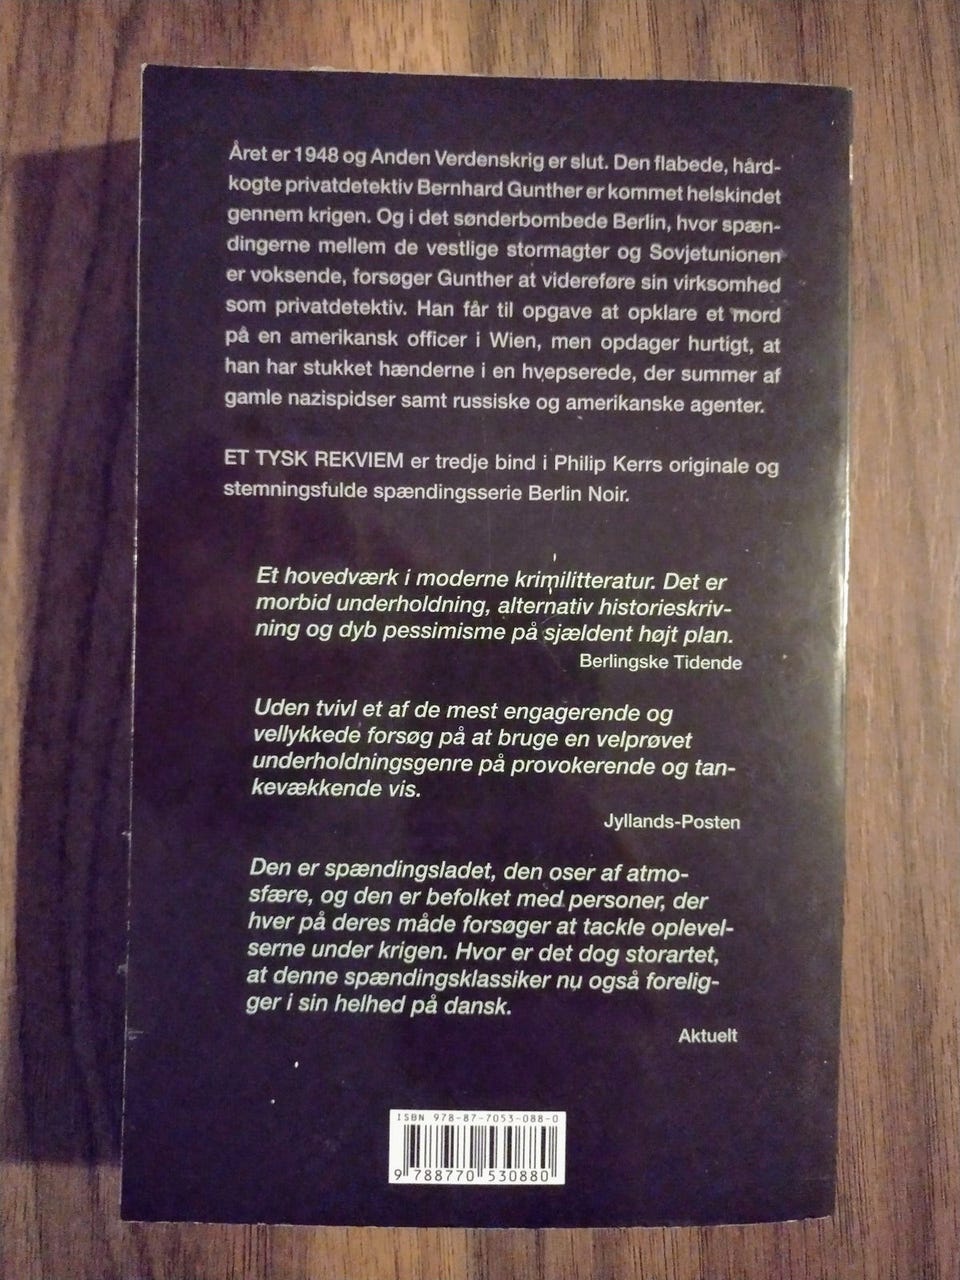 Året er 1948 og Anden Verdenskrig er slut. Den flabede, hård-
kogte privatdetektiv Bernhard Gunther er kommet helskindet
gennem krigen. Og i det sønderbombede Berlin, hvor spæn-
dingerne mellem de vestlige stormagter og Sovjetunionen
er voksende, forsøger Gunther at videreføre sin virksomhed
som privatdetektiv. Han får til opgave at opklare et mord
på en amerikansk officer i Wien, men opdager hurtigt, at
han har stukket hænderne i en hvepserede, der summer af
gamle nazispidser samt russiske og amerikanske agenter.
ET TYSK REKVIEM er tredje bind i Philip Kerrs originale og
stemningsfulde spændingsserie Berlin Noir.
Et hovedværk i moderne krimilitteratur. Det er
morbid underholdning, alternativ historieskriv-
ning og dyb pessimisme på sjældent højt plan.
Berlingske Tidende
Uden tvivl et af de mest engagerende og
vellykkede forsøg på at bruge en velprøvet
underholdningsgenre på provokerende og tan-
kevækkende vis.
Jyllands-Posten
Den er spændingsladet, den oser af atmo-
sfære, og den er befolket med personer, der
hver på deres måde forsøger at tackle oplevel-
serne under krigen. Hvor er det dog storartet,
at denne spændingsklassiker nu også forelig-
ger i sin helhed på dansk.
Aktuelt
ISBN 978-87-7053-088-0
9 788770 530880